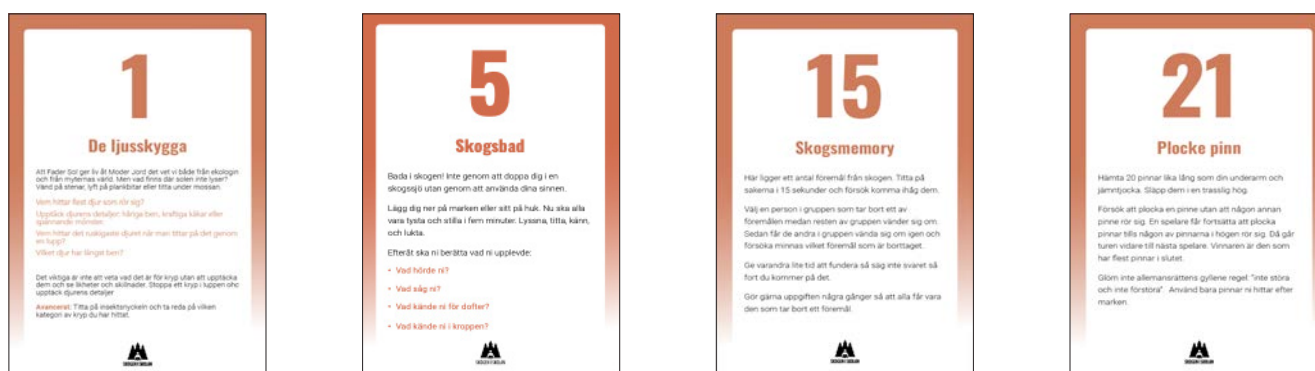 1
De ljusskygga
Att Fader Sol ger liv åt Moder Jord det vet vi både från ekologin
och från myternas värld. Men vad finns där solen inte lyser?
Vänd på stenar, lyft på plankbitar eller titta under mossan.
Vem hittar flest djur som rör sig?
Upptäck djurens detaljer: håriga ben, kraftiga käkar eller
spännande mönster.
Vem hittar det ruskigaste djuret när man tittar på det genom
en lupp?
Vilket djur har längst ben?
Det viktiga är inte att veta vad det är för kryp utan att upptäcka
dem och se likheter och skillnader. Stoppa ett kryp i luppen ohc
upptäck djurens detaljer
Avancerat: Titta på insektsnyckeln och ta reda på vilken
kategori av kryp du har hittat.
SKOGEN I SKOLAN
5
Skogsbad
Bada i skogen! Inte genom att doppa dig i en
skogssjö utan genom att använda dina sinnen.
Lägg dig ner på marken eller sitt på huk. Nu ska alla
vara tysta och stilla i fem minuter. Lyssna, titta, känn,
och lukta.
Efteråt ska ni berätta vad ni upplevde:
• Vad hörde ni?
• Vad såg ni?
• Vad kände ni för dofter?
• Vad kände ni i kroppen?
SKOGEN I SKOLAN
15
Skogsmemory
Här ligger ett antal föremål från skogen. Titta på
sakerna i 15 sekunder och försök komma ihåg dem.
Välj en person i gruppen som tar bort ett av
föremålen medan resten av gruppen vänder sig om.
Sedan får de andra i gruppen vända sig om igen och
försöka minnas vilket föremål som är borttaget.
Ge varandra lite tid att fundera så säg inte svaret så
fort du kommer på det.
Gör gärna uppgiften några gånger så att alla får vara
den som tar bort ett föremål.
SKOGEN I SKOLAN
21
Plocke pinn
Hämta 20 pinnar lika lång som din underarm och
jämntjocka. Släpp dem i en trasslig hög.
Försök att plocka en pinne utan att någon annan
pinne rör sig. En spelare får fortsätta att plocka
pinnar tills någon av pinnarna i högen rör sig. Då går
turen vidare till nästa spelare. Vinnaren är den som
har flest pinnar i slutet.
Glöm inte allemansrättens gyllene regel: "inte störa
och inte förstöra" Använd bara pinnar ni hittar efter
marken.
SKOGEN I SKOLAN